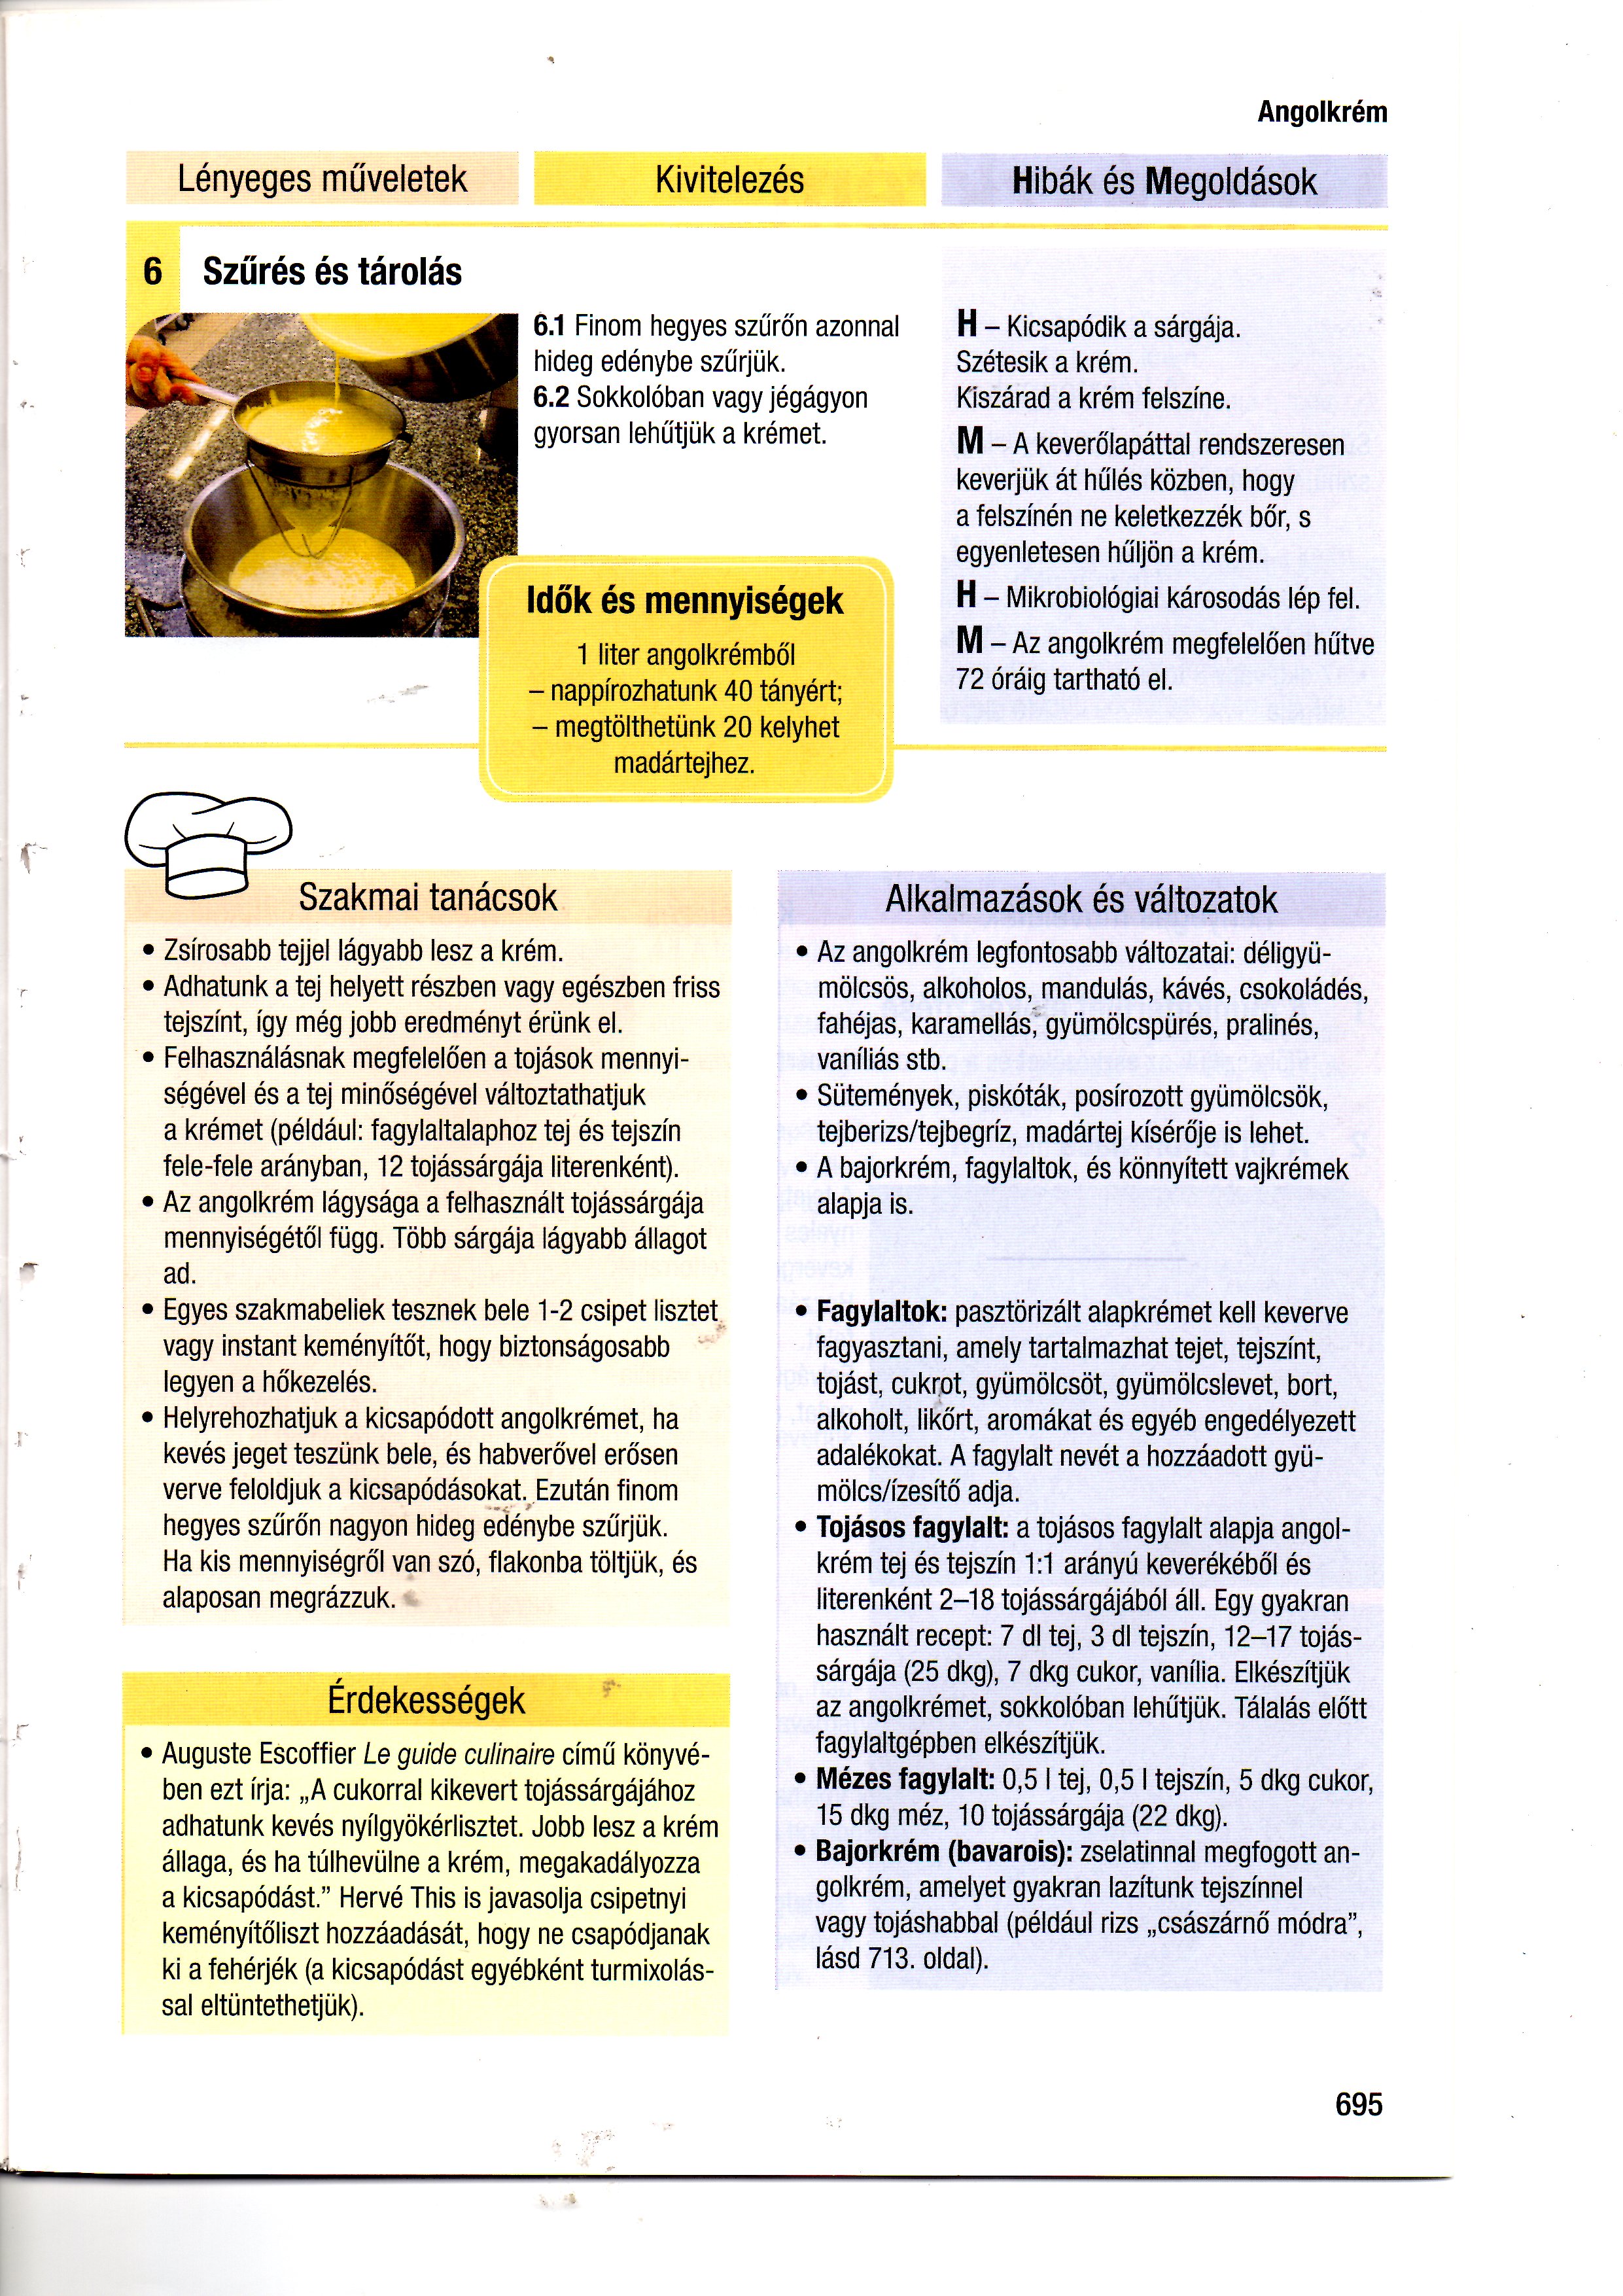 Angolkrém
Lényeges műveletek
Kivitelezés
Hibák és Megoldások
6 Szűrés és tárolás
6.1 Finom hegyes szűrőn azonnal
hideg edénybe szűrjük.
6.2 Sokkolóban vagy jégágyon
gyorsan lehűtjük a krémet.
H – Kicsapódik a sárgája.
Szétesik a krém.
Kiszárad a krém felszíne.
M – A keverőlapáttal rendszeresen
keverjük át hűlés közben, hogy
a felszínén ne keletkezzék bőr, s
egyenletesen hűljön a krém.
H – Mikrobiológiai károsodás lép fel.
M – Az angolkrém megfelelően hűtve
72 óráig tartható el.
Idők és mennyiségek
1 liter angolkrémből
– nappírozhatunk 40 tányért;
– megtölthetünk 20 kelyhet
madártejhez.
Szakmai tanácsok
• Zsírosabb tejjel lágyabb lesz a krém.
• Adhatunk a tej helyett részben vagy egészben friss
tejszínt, így még jobb eredményt érünk el.
• Felhasználásnak megfelelően a tojások mennyi-
ségével és a tej minőségével változtathatjuk
a krémet (például: fagylaltalaphoz tej és tejszín
fele-fele arányban, 12 tojássárgája literenként).
• Az angolkrém lágysága a felhasznált tojássárgája
mennyiségétől függ. Több sárgája lágyabb állagot
ad.
• Egyes szakmabeliek tesznek bele 1-2 csipet lisztet
vagy instant keményítőt, hogy biztonságosabb
legyen a hőkezelés.
• Helyrehozhatjuk a kicsapódott angolkrémet, ha
kevés jeget teszünk bele, és habverővel erősen
verve feloldjuk a kicsapódásokat. Ezután finom
hegyes szűrőn nagyon hideg edénybe szűrjük.
Ha kis mennyiségről van szó, flakonba töltjük, és
alaposan megrázzuk.
Érdekességek
• Auguste Escoffier Le guide culinaire című könyvé-
ben ezt írja: „A cukorral kikevert tojássárgájához
adhatunk kevés nyílgyökérlisztet. Jobb lesz a krém
állaga, és ha túlhevülne a krém, megakadályozza
a kicsapódást.” Hervé This is javasolja csipetnyi
keményítőliszt hozzáadását, hogy ne csapódjanak
ki a fehérjék (a kicsapódást egyébként turmixolás-
sal eltüntethetjük).
Alkalmazások és változatok
• Az angolkrém legfontosabb változatai: déligyü-
mölcsös, alkoholos, mandulás, kávés, csokoládés,
fahéjas, karamellás, gyümölcspürés, pralinés,
vaníliás stb.
• Sütemények, piskóták, posírozott gyümölcsök,
tejberizs/tejbegríz, madártej kísérője is lehet.
• A bajorkrém, fagylaltok, és könnyített vajkrémek
alapja is.
• Fagylaltok: pasztörizált alapkrémet kell keverve
fagyasztani, amely tartalmazhat tejet, tejszínt,
tojást, cukrot, gyümölcsöt, gyümölcslevet, bort,
alkoholt, likőrt, aromákat és egyéb engedélyezett
adalékokat. A fagylalt nevét a hozzáadott gyü-
mölcs/ízesítő adja.
• Tojásos fagylalt: a tojásos fagylalt alapja angol-
krém tej és tejszín 1:1 arányú keverékéből és
literenként 2–18 tojássárgájából áll. Egy gyakran
használt recept: 7 dl tej, 3 dl tejszín, 12–17 tojás-
sárgája (25 dkg), 7 dkg cukor, vanília. Elkészítjük
az angolkrémet, sokkolóban lehűtjük. Tálalás előtt
fagylaltgépben elkészítjük.
• Mézes fagylalt: 0,5 l tej, 0,5 l tejszín, 5 dkg cukor,
15 dkg méz, 10 tojássárgája (22 dkg).
• Bajorkrém (bavarois): zselatinnal megfogott an-
golkrém, amelyet gyakran lazítunk tejszínnel
vagy tojáshabbal (például rizs „császárnő módra”,
lásd 713. oldal).
695